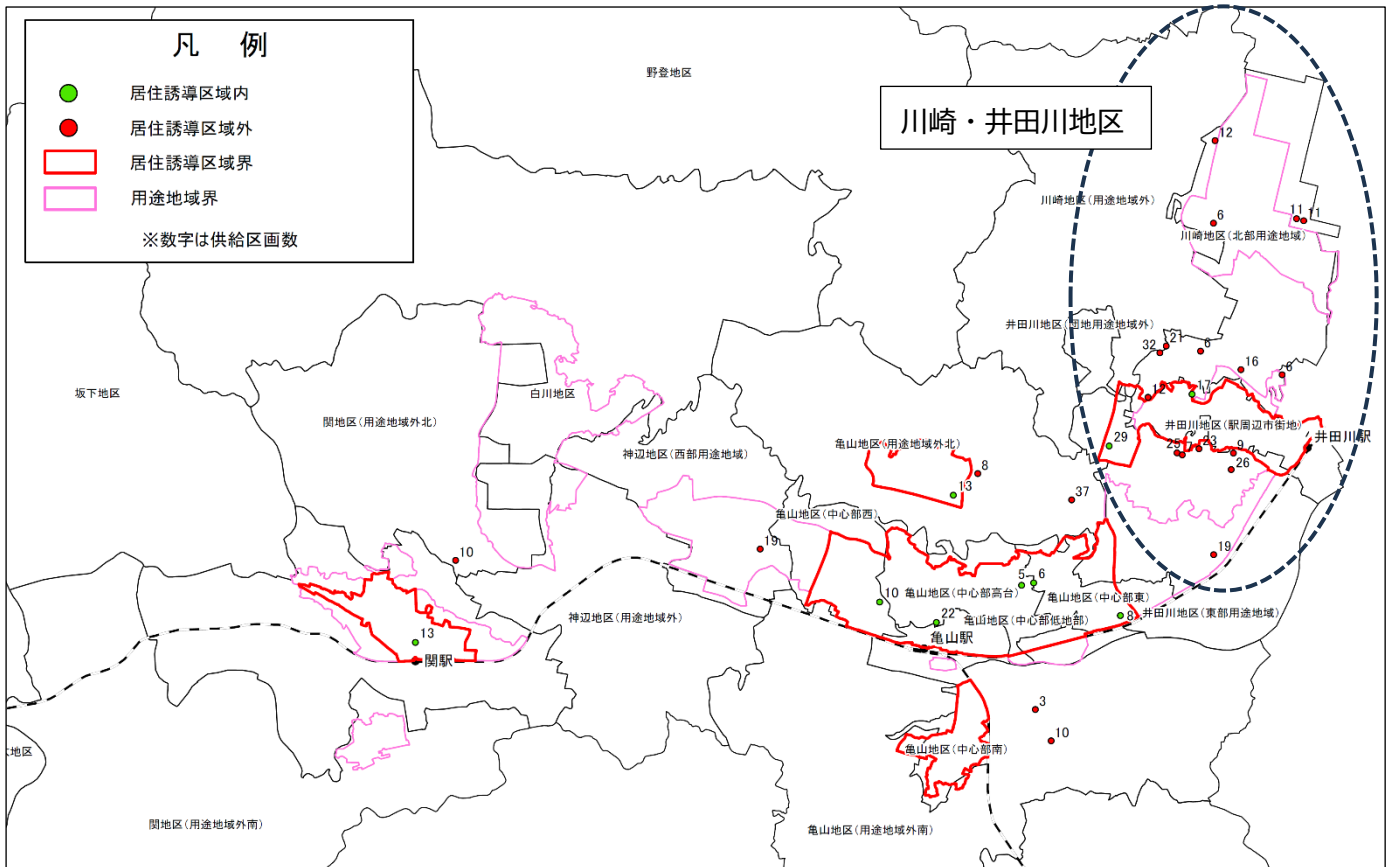 凡 例
居住誘導区域内
居住誘導区域外
居住誘導区域界
用途地域界
※数字は供給区画数
野登地区
川崎・井田川地区
12
川崎地区(用途地域外)
6
11
11
川崎地区(北部用途地域)
井田川地区(団地用途地域外)
21
32
6
16
6
坂下地区
白川地区
12
17
関地区(用途地域外北)
井田川地区(駅周辺市街地)
井田川駅
亀山地区(用途地域外北)
29
25
7
23
9
神辺地区(西部用途地域)
8
26
13
37
亀山地区(中心部西)
19
10
19
5
6
10
亀山地区(中心部高台)
亀山地区(中心部東)
神辺地区(用途地域外)
22
亀山地区(中心部低地部)
8
井田川地区(東部用途地域)
13
亀山駅
関駅
3
10
亀山地区(中心部南)
地区
関地区(用途地域外南)
亀山地区(用途地域外南)